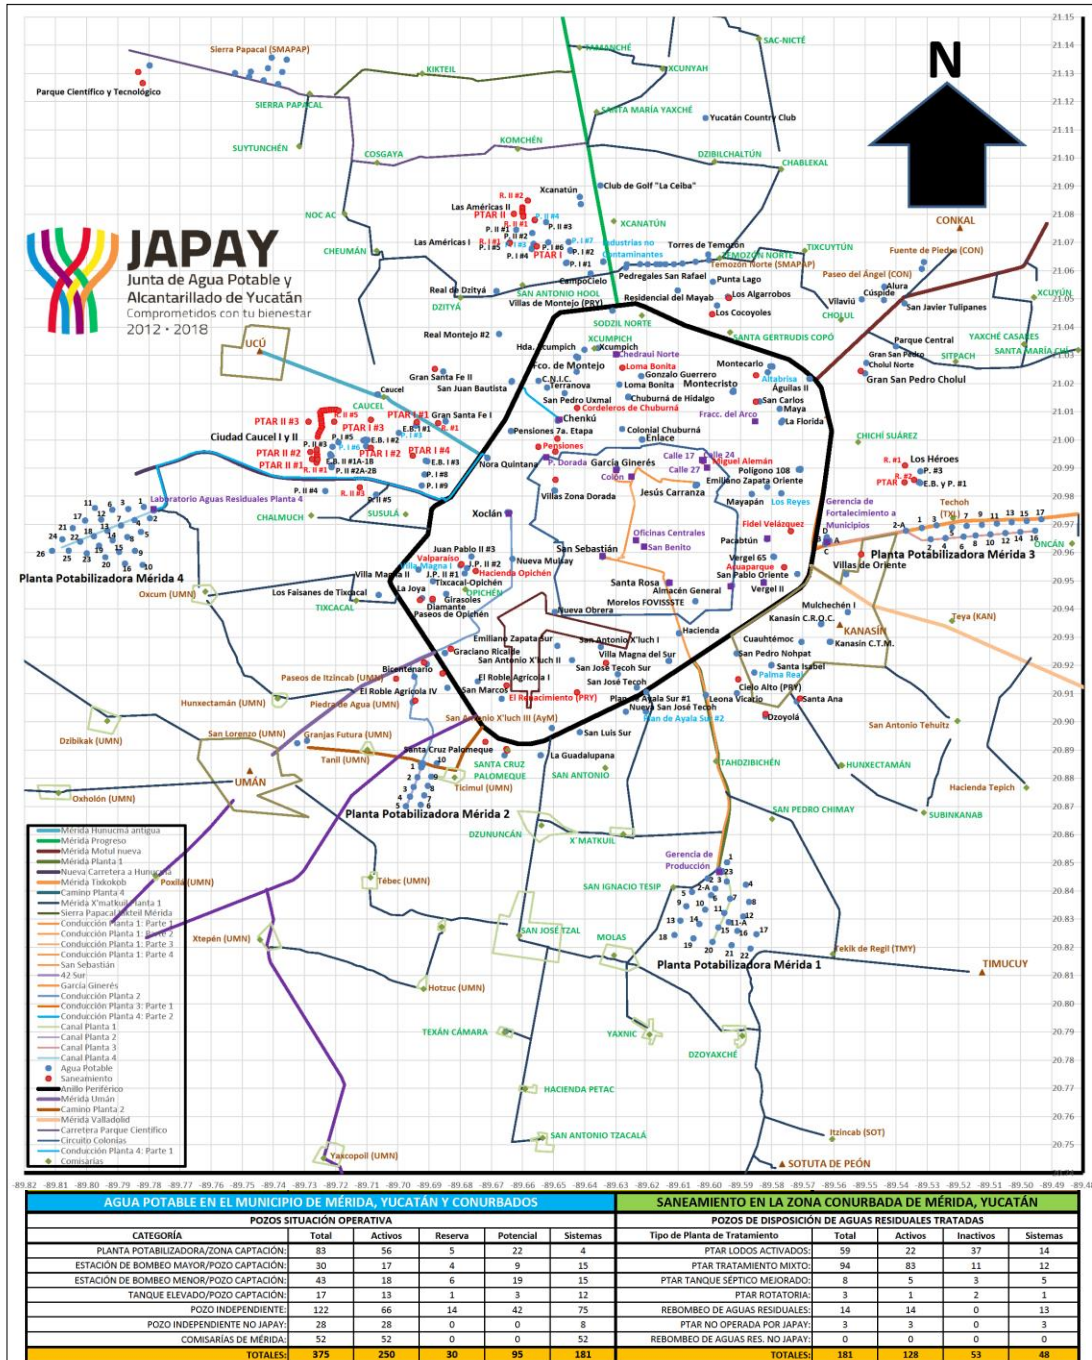 Sierra Papacal (SMAPAP)
Parque Científico y Tecnológico
KIKTEIL
SIERRA PAPACAL
SUYTUNCHÉN
COSGAYA
KOMCHÉN
NOC AC
CHEUMÁN
XCUNYAH
SAC-NICTÉ
SANTA MARÍA YAXCHÉ
Yucatán Country Club
DZIBILCHALTÚN
CHABLEKAL
N
CONKAL
Xcanatún
Club de Golf "La Ceiba"
XCANATÚN
Las Américas II
PTAR II
Las Américas I
PTAR I
Industrias no
Contaminantes
Torres de Temozón
TEMOZÓN NORTE
Temozón Norte (SMAPAP)
TIXCUYTÚN
Fuente de Piedra (CON)
Paseo del Ángel (CON)
Alura
Cúspide
Vilaviú
San Javier Tulipanes
CHOLUL
XCUYÚN
YAXCHÉ CASARES
SITPACH
SANTA MARÍA CHÍ
JAPAY
Junta de Agua Potable y
Alcantarillado de Yucatán
Comprometidos con tu bienestar
2012 • 2018
Real de Dzityá
DZITYÁ
SAN ANTONIO HOOL
Campocielo
Villas de Montejo (PRY)
Pedregales San Rafael
Residencial del Mayab
Punta Lago
Los Algarrobos
Los Cocoyoles
SODZIL NORTE
SANTA GERTRUDIS COPÓ
Real Montejo #2
UCÚ
XCUMPICH
Hda. Xcumpich
Xcumpich
Chedraui Norte
Fco. de Montejo
Loma Bonita
Gonzalo Guerrero
Montecarlo
Altabrisa
Águilas II
Parque Central
Gran San Pedro
Cholul Norte
Gran San Pedro Cholul
Caucel
CAUCEL
Gran Santa Fe II
San Juan Bautista
C.N.I.C.
Terranova
San Pedro Uxmal
Loma Bonita
Chuburná de Hidalgo
Cordeleros de Chuburná
Montecristo
San Carlos
Maya
La Florida
Fracc. del Arco
Gran Santa Fe I
Chenkú
Pensiones 7a. Etapa
Colonial Chuburná
Enlace
Pensiones
PTAR II #3
PTAR II #2
PTAR II #1
PTAR I #1
PTAR I #3
PTAR I #4
Ciudad Caucel I y II
CHICHÍ SUÁREZ
Los Héroes
PTAR
P. #3
E.B. y P. #1
Nora Quintana
P. Dorada
García Ginerés
Colón
Calle 17
Calle 24
Calle 27
Miguel Alemán
Polígono 108
Emiliano Zapata Oriente
Jesús Carranza
Mayapán
Los Reyes
Villas Zona Dorada
Laboratorio Aguas Residuales Planta 4
CHALMUCH
SUSULÁ
Xoclán
Fidel Velázquez
Gerencia de
Fortalecimiento a
Municipios
Techoh
(TXL)
ONCÁN
Planta Potabilizadora Mérida 3
Planta Potabilizadora Mérida 4
Oxcum (UMN)
Oficinas Centrales
San Benito
San Sebastián
Pacabtún
Vergel 65
Acuaparque
San Pablo Oriente
Vergel II
Villas de Oriente
Juan Pablo II #3
Valparaíso
Villa Magna I
J.P. II #2
Hacienda Opichén
Nueva Mulsay
Villa Magna II
J.P. II #1
Tixcacal-Opichén
OPICHÉN
La Joya
Girasoles
Diamante
Paseos de Opichén
Los Faisanes de Tixcacal
TIXCACAL
Santa Rosa
Almacén General
Morelos FOVISSSTE
Nueva Obrera
Mulchechén I
Kanasín C.R.O.C.
KANASÍN
Kanasín C.T.M.
Teya (KAN)
Cuauhtémoc
San Pedro Nohpat
Santa Isabel
Palma Real
Cielo Alto (PRY)
Leona Vicario
Santa Ana
Dzoyolá
Hacienda
Emiliano Zapata Sur
San Antonio X'luch I
Graciano Ricalde
San Antonio X'luch II
Villa Magna del Sur
San José Tecoh Sur
San José Tecoh
Bicentenario
El Roble Agrícola I
San Marcos
El Renacimiento (PRY)
Plan de Ayala Sur #1
Nueva San José Tecoh
Plan de Ayala Sur #2
Paseos de Itzincab (UMN)
El Roble Agrícola IV
Hunxectamán (UMN)
Piedra de Agua (UMN)
San Antonio X'luch III (AyM)
San Luis Sur
Dzibikak (UMN)
San Lorenzo (UMN)
Granjas Futura (UMN)
Tanil (UMN)
Santa Cruz Palomeque
SANTA CRUZ
PALOMEQUE
La Guadalupana
SAN ANTONIO
TAHDZIBICHÉN
San Antonio Tehuitz
HUNXECTAMÁN
Hacienda Tepich
SUBINKANAB
UMÁN
Oxholón (UMN)
Ticimul (UMN)
Planta Potabilizadora Mérida 2
DZUNUNCÁN
X´MATKUIL
SAN PEDRO CHIMAY
Gerencia de
Producción
SAN IGNACIO TESIP
Poxilá (UMN)
Tébec (UMN)
Xtepén (UMN)
SAN JOSÉ TZAL
MOLAS
Planta Potabilizadora Mérida 1
Tekik de Regil (TMY)
TIMUCUY
Hotzuc (UMN)
TEXÁN CÁMARA
YAXNIC
DZOYAXCHÉ
HACIENDA PETAC
SAN ANTONIO TZACALÁ
Yaxcopoil (UMN)
Itzincab (SOT)
SOTUTA DE PEÓN
Mérida Hunucmá antigua
Mérida Progreso
Mérida Motul nueva
Mérida Planta 1
Nueva Carretera a Hunucmá
Mérida Tixkokob
Camino Planta 4
Mérida X'matkuil Planta 1
Sierra Papacal Kikteil Mérida
Conducción Planta 1: Parte 1
Conducción Planta 1: Parte 2
Conducción Planta 1: Parte 3
Conducción Planta 1: Parte 4
San Sebastián
42 Sur
García Ginerés
Conducción Planta 2
Conducción Planta 3: Parte 1
Conducción Planta 4: Parte 2
Canal Planta 1
Canal Planta 2
Canal Planta 3
Canal Planta 4
Agua Potable
Saneamiento
Anillo Periférico
Mérida Umán
Camino Planta 2
Mérida Valladolid
Carretera Parque Científico
Circuito Colonias
Conducción Planta 4: Parte 1
Comisarías
AGUA POTABLE EN EL MUNICIPIO DE MÉRIDA, YUCATÁN Y CONURBADOS
POZOS SITUACIÓN OPERATIVA
CATEGORÍA Total Activos Reserva Potencial Sistemas
PLANTA POTABILIZADORA/ZONA CAPTACIÓN: 83 56 5 22 4
ESTACIÓN DE BOMBEO MAYOR/POZO CAPTACIÓN: 30 17 4 9 15
ESTACIÓN DE BOMBEO MENOR/POZO CAPTACIÓN: 43 18 6 19 15
TANQUE ELEVADO/POZO CAPTACIÓN: 17 13 1 3 12
POZO INDEPENDIENTE: 122 66 14 42 75
POZO INDEPENDIENTE NO JAPAY: 28 28 0 0 8
COMISARÍAS DE MÉRIDA: 52 52 0 0 52
TOTALES: 375 250 30 95 181
SANEAMIENTO EN LA ZONA CONURBADA DE MÉRIDA, YUCATÁN
POZOS DE DISPOSICIÓN DE AGUAS RESIDUALES TRATADAS
Tipo de Planta de Tratamiento Total Activos Inactivos Sistemas
PTAR LODOS ACTIVADOS: 59 22 37 14
PTAR TRATAMIENTO MIXTO: 94 83 11 12
PTAR TANQUE SÉPTICO MEJORADO: 8 5 3 5
PTAR ROTATORIA: 3 1 2 1
REBOMBEO DE AGUAS RESIDUALES: 14 14 0 13
PTAR NO OPERADA POR JAPAY: 3 3 0 3
REBOMBEO DE AGUAS RES. NO JAPAY: 0 0 0 0
TOTALES: 181 128 53 48